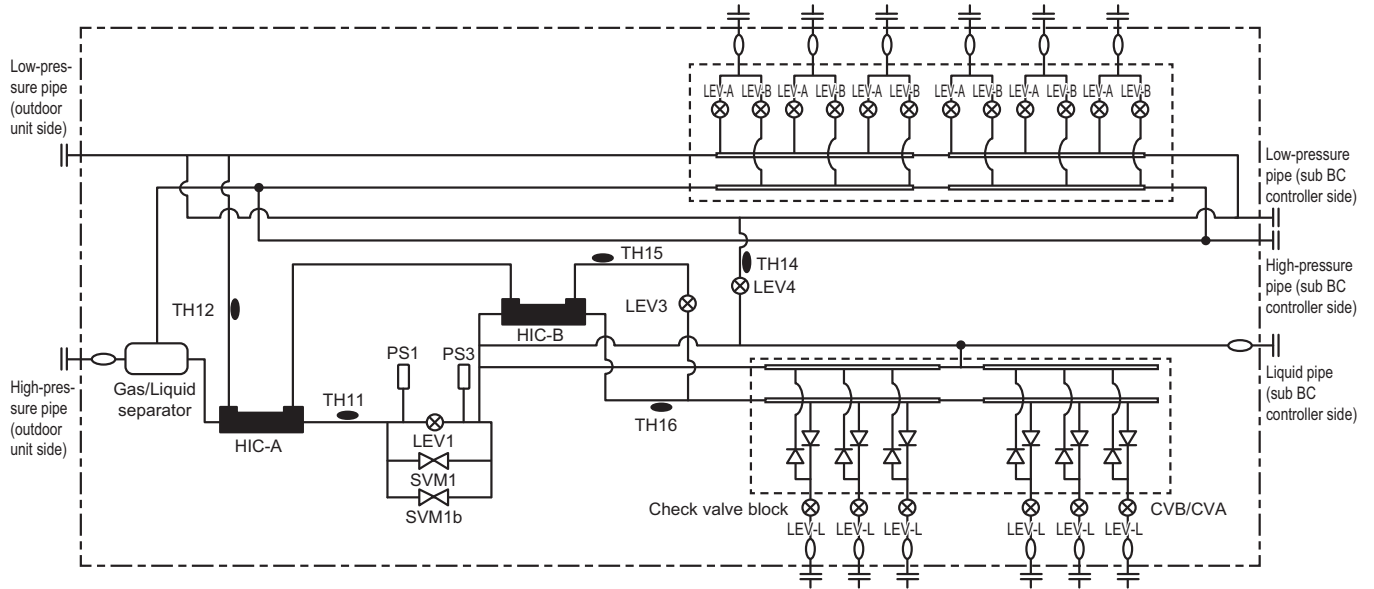 Low-pres-
sure pipe
(outdoor
unit side)
LEV-A LEV-B LEV-A LEV-B LEV-A LEV-B LEV-A LEV-B LEV-A LEV-B LEV-A LEV-B
Low-pressure
pipe (sub BC
controller side)
TH15
TH14
High-pressure
pipe (sub BC
controller side)
LEV4
TH12
LEV3
HIC-B
PS1
PS3
High-pres-
sure pipe
(outdoor
unit side)
Gas/Liquid
separator
Liquid pipe
(sub BC
controller side)
TH11
TH16
HIC-A
LEV1
SVM1
SVM1b
Check valve block
CVB/CVA
LEV-L LEV-L LEV-L LEV-L LEV-L LEV-L